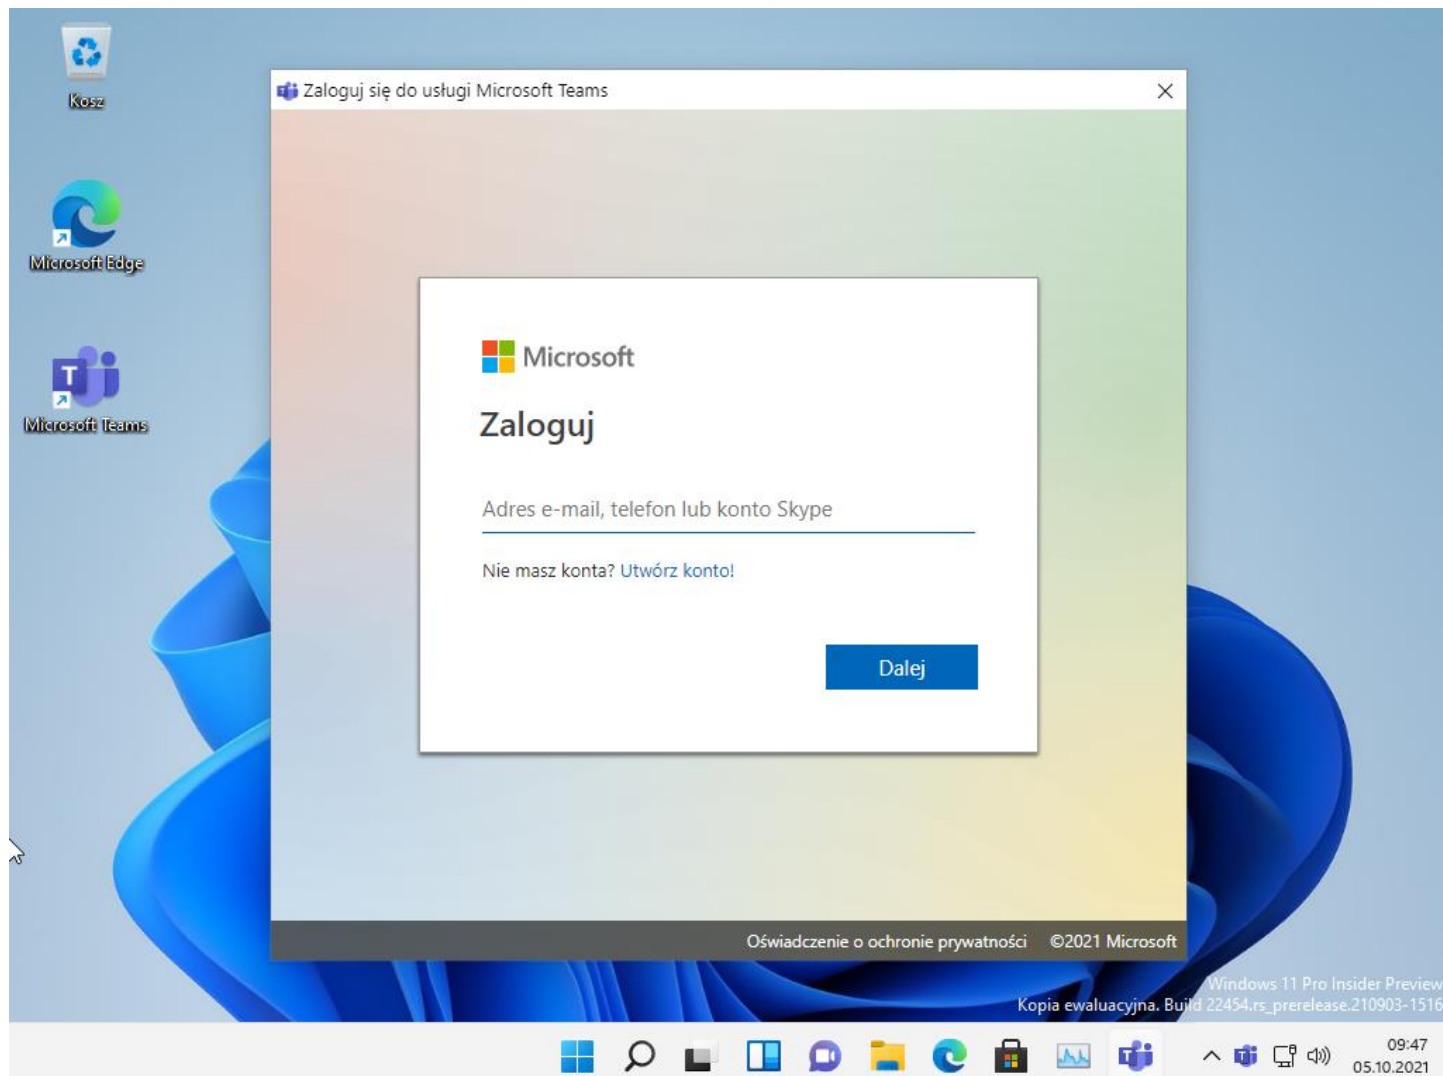 Kosz
Microsoft Edge
T
Microsoft Teams
Zaloguj się do usługi Microsoft Teams
Microsoft
Zaloguj
Adres e-mail, telefon lub konto Skype
Nie masz konta? Utwórz konto!
Dalej
Oświadczenie o ochronie prywatności ©2021 Microsoft
Windows 11 Pro Insider Preview
Kopia ewaluacyjna. Build 22454.rs_prerelease.210903-1516
09:47
05.10.2021